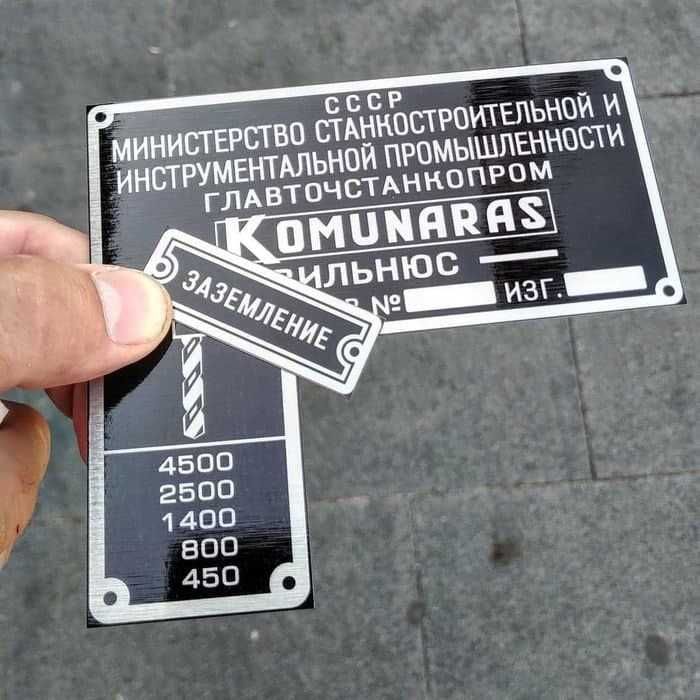 СССР
МИНИСТЕРСТВО СТАНКОСТРОИТЕЛЬНОЙ И
ИНСТРУМЕНТАЛЬНОЙ ПРОМЫШЛЕННОСТИ
ГЛАВТОЧСТАНКОПРОМ
KOMUNARAS
ВИЛЬНЮС
№ ИЗГ.
ЗАЗЕМЛЕНИЕ
4500
2500
1400
800
450